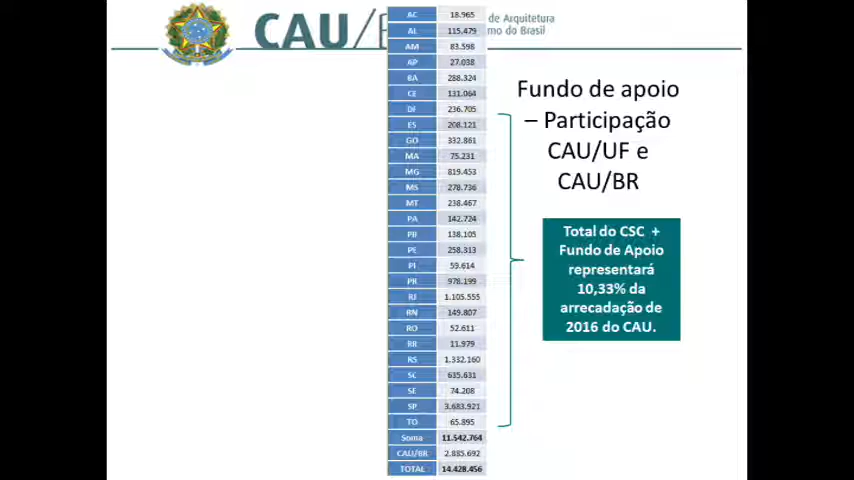 CAU/
de Arquitetura
mo do Brasil
AC 18.965
AL 115.479
AM 83.598
AP 27.038
BA 288.324
CE 131.064
DF 236.705
ES 208.121
GO 332.861
MA 75.231
MG 819.453
MS 278.736
MT 238.467
PA 142.724
PB 138.105
PE 258.313
PI 59.614
PR 978.199
RJ 1.105.555
RN 149.807
RO 52.611
RR 11.979
RS 1.332.160
SC 635.631
SE 74.208
SP 3.683.921
TO 65.895
Soma 11.542.764
CAU/BR 2.885.692
TOTAL 14.428.456
Fundo de apoio
– Participação
CAU/UF e
CAU/BR
Total do CSC +
Fundo de Apoio
representará
10,33% da
arrecadação de
2016 do CAU.